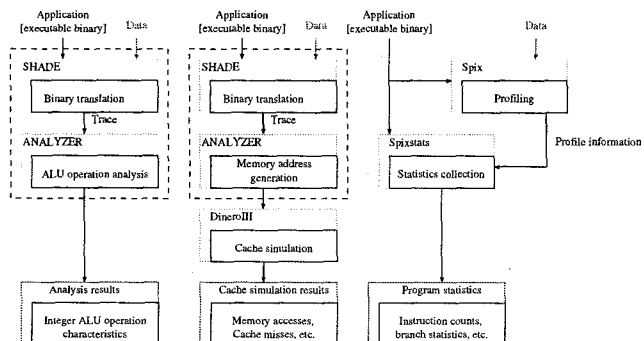 Application
[executable binary]
Data
SHADE
Binary translation
Trace
ANALYZER
ALU operation analysis
Analysis results
Integer ALU operation
characteristics
Application
[executable binary]
Data
SHADE
Binary translation
Trace
ANALYZER
Memory address
generation
DineroIII
Cache simulation
Cache simulation results
Memory accesses,
Cache misses, etc.
Application
[executable binary]
Data
Spix
Profiling
Profile information
Spixstats
Statistics collection
Program statistics
Instruction counts,
branch statistics, etc.